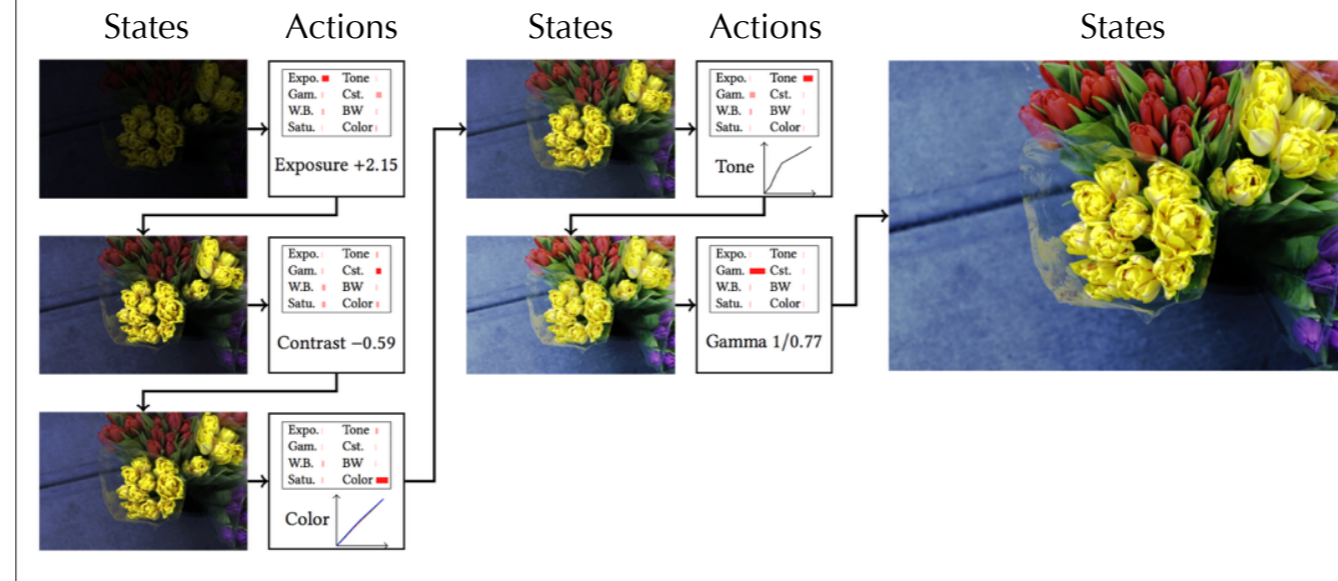 States Actions States Actions States
Expo. Tone
Gam. Cst.
W.B. BW
Satu. Color
Exposure +2.15
Expo. Tone
Gam. Cst.
W.B. BW
Satu. Color
Contrast −0.59
Expo. Tone
Gam. Cst.
W.B. BW
Satu. Color
Color
Expo. Tone
Gam. Cst.
W.B. BW
Satu. Color
Tone
Expo. Tone
Gam. Cst.
W.B. BW
Satu. Color
Gamma 1/0.77